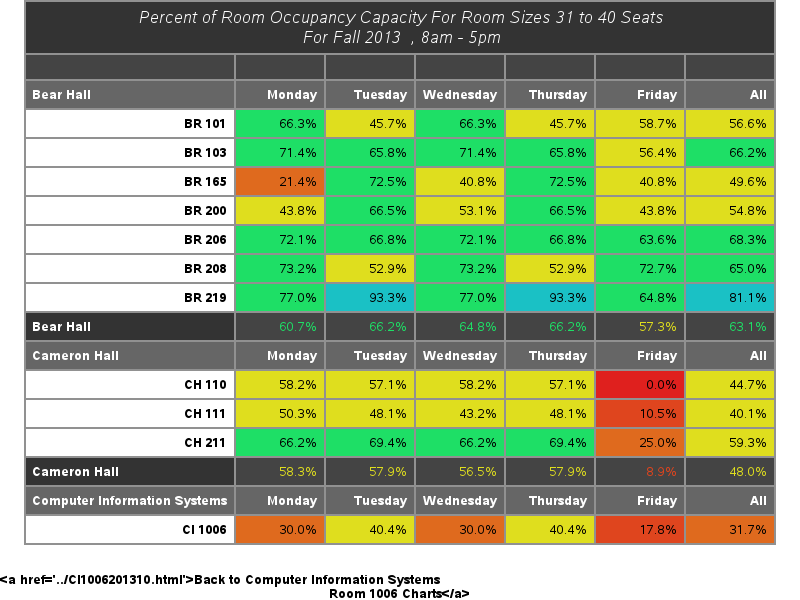 Percent of Room Occupancy Capacity For Room Sizes 31 to 40 Seats
For Fall 2013 , 8am - 5pm
Bear Hall Monday Tuesday Wednesday Thursday Friday All
BR 101 66.3% 45.7% 66.3% 45.7% 58.7% 56.6%
BR 103 71.4% 65.8% 71.4% 65.8% 56.4% 66.2%
BR 165 21.4% 72.5% 40.8% 72.5% 40.8% 49.6%
BR 200 43.8% 66.5% 53.1% 66.5% 43.8% 54.8%
BR 206 72.1% 66.8% 72.1% 66.8% 63.6% 68.3%
BR 208 73.2% 52.9% 73.2% 52.9% 72.7% 65.0%
BR 219 77.0% 93.3% 77.0% 93.3% 64.8% 81.1%
Bear Hall 60.7% 66.2% 64.8% 66.2% 57.3% 63.1%
Cameron Hall Monday Tuesday Wednesday Thursday Friday All
CH 110 58.2% 57.1% 58.2% 57.1% 0.0% 44.7%
CH 111 50.3% 48.1% 43.2% 48.1% 10.5% 40.1%
CH 211 66.2% 69.4% 66.2% 69.4% 25.0% 59.3%
Cameron Hall 58.3% 57.9% 56.5% 57.9% 8.9% 48.0%
Computer Information Systems Monday Tuesday Wednesday Thursday Friday All
CI 1006 30.0% 40.4% 30.0% 40.4% 17.8% 31.7%
<a href='../CI1006201310.html'>Back to Computer Information Systems
Room 1006 Charts</a>